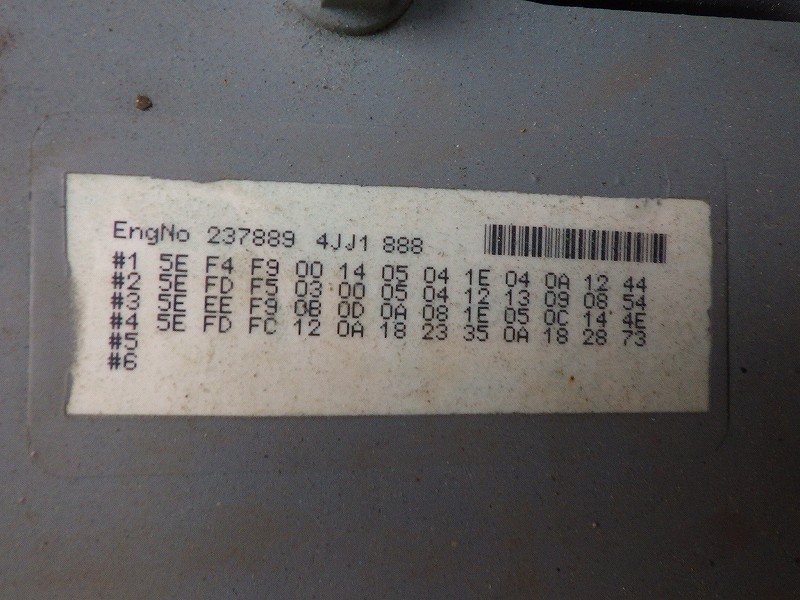 EngNo 237889 4JJ1 888
#1 5E F4 F9 00 14 05 04 1E 04 0A 12 44
#2 5E FD F5 03 00 05 04 12 13 09 08 54
#3 5E EE F9 0B 0D 0A 08 1E 05 0C 14 4E
#4 5E FD FC 12 0A 18 23 35 0A 18 28 73
#5
#6